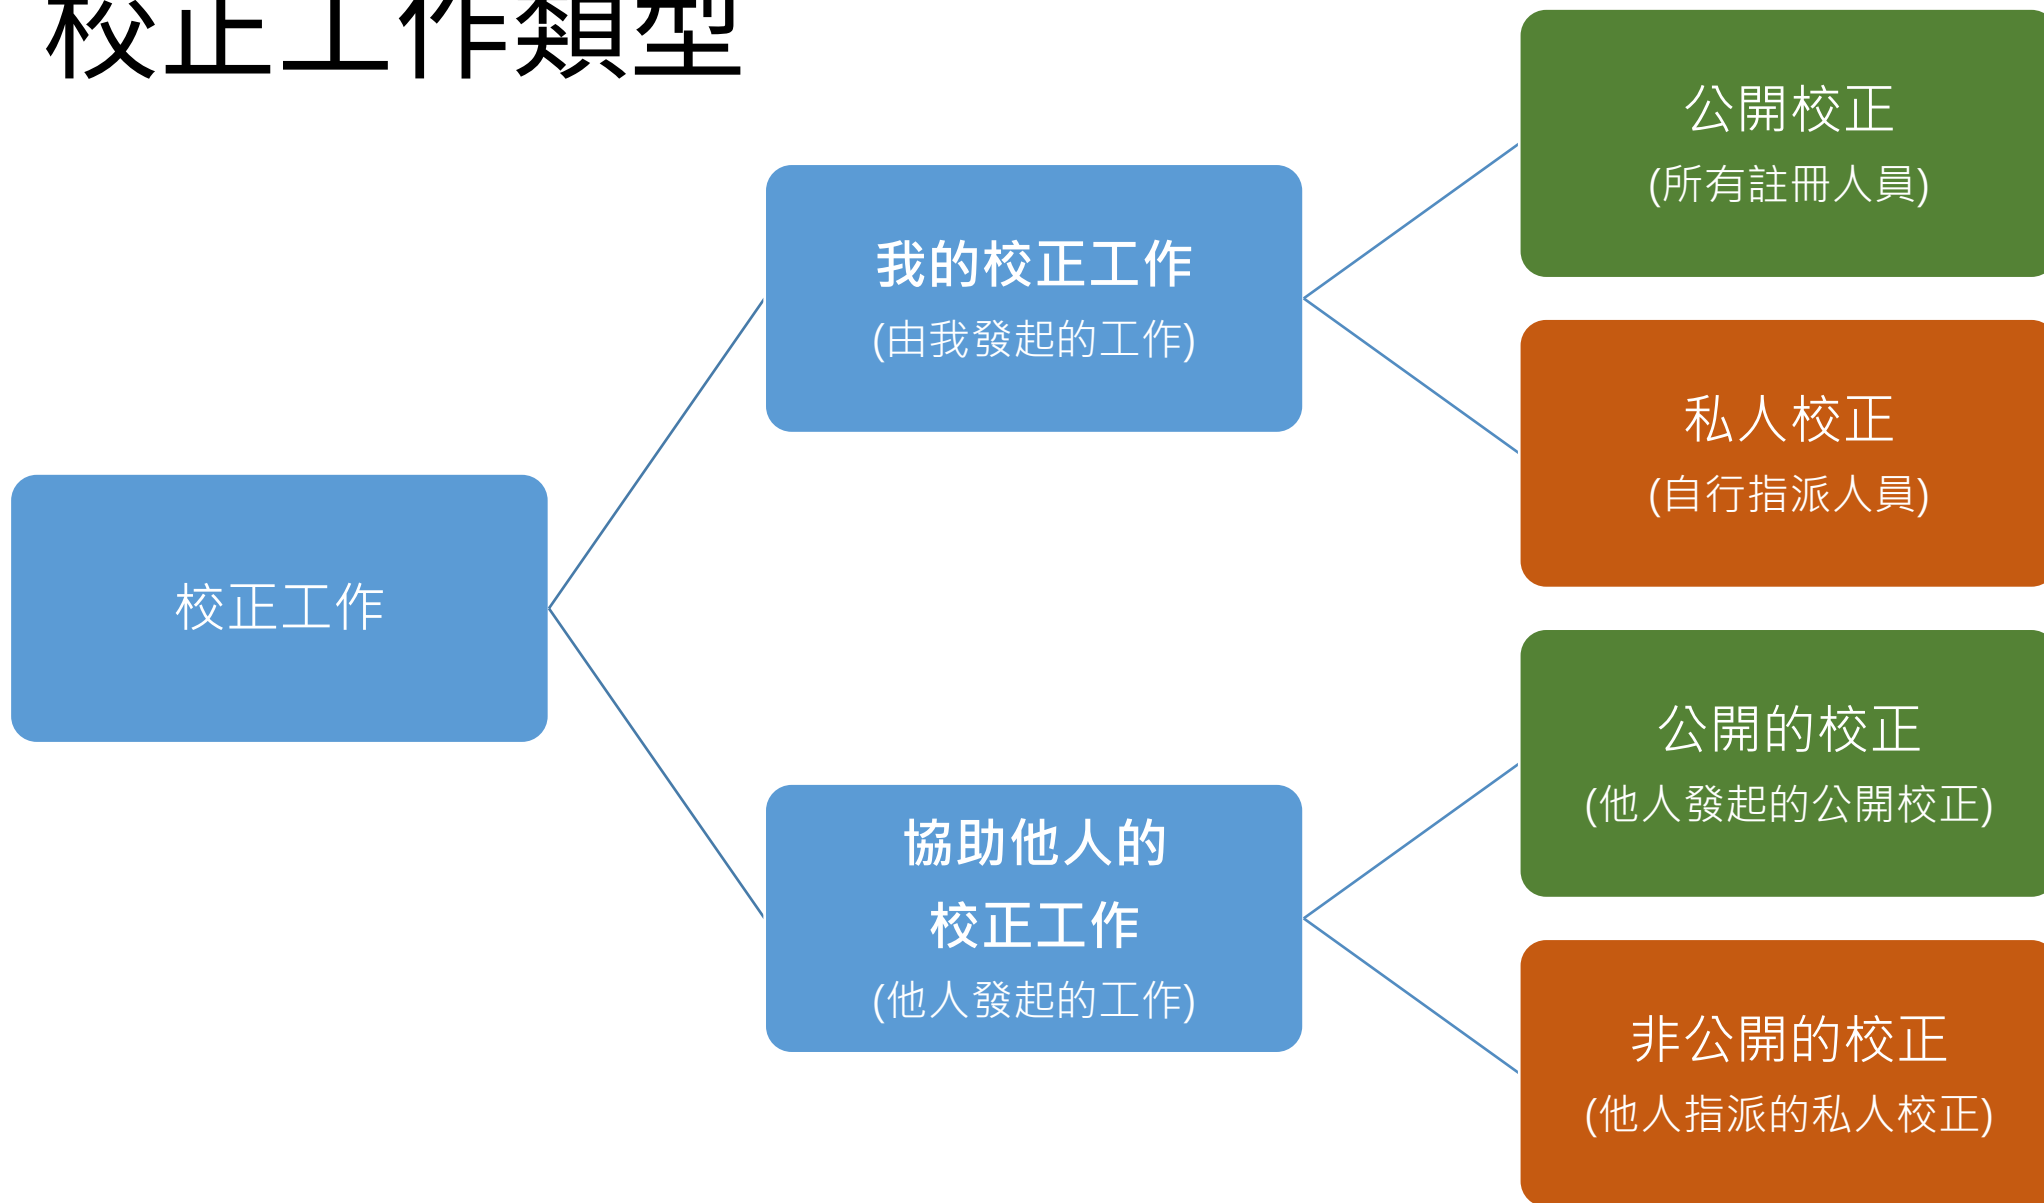 校正工作類型
校正工作
我的校正工作
(由我發起的工作)
公開校正
(所有註冊人員)
私人校正
(自行指派人員)
協助他人的
校正工作
(他人發起的工作)
公開的校正
(他人發起的公開校正)
非公開的校正
(他人指派的私人校正)